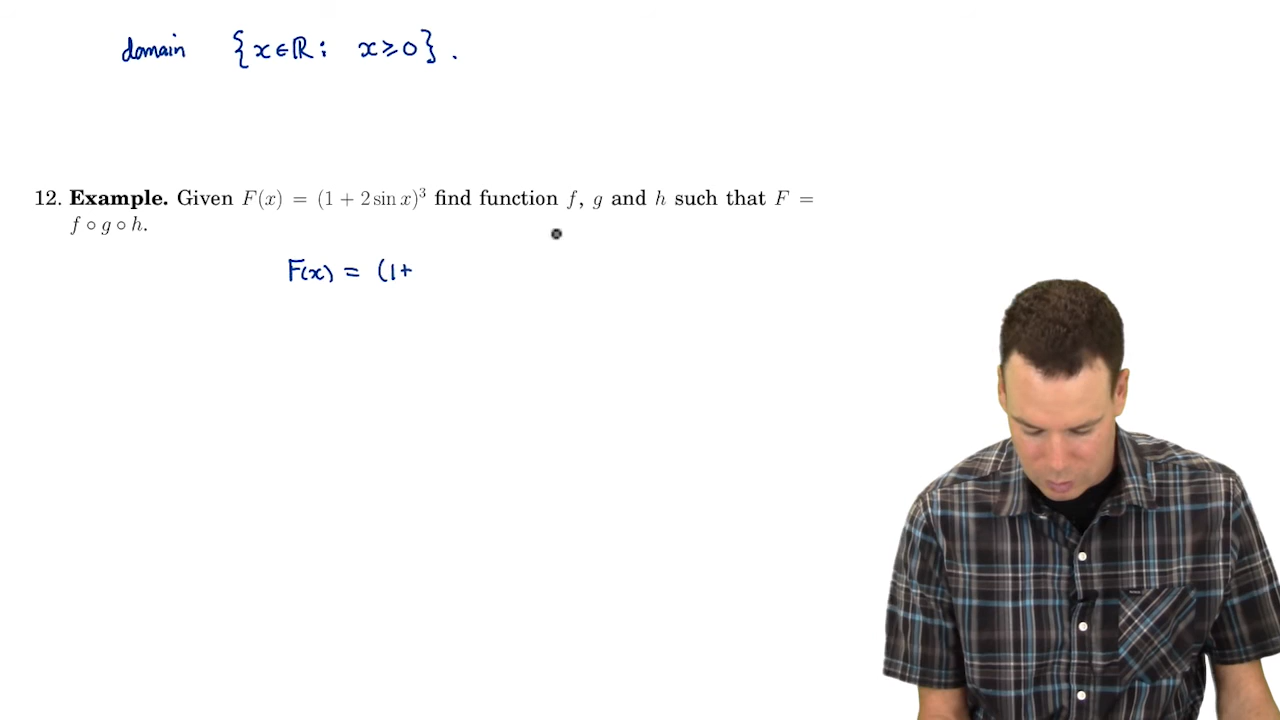 domain {x∈ℝ: x≥0}.
12. Example. Given F(x) = (1 + 2 sin x)³ find function f, g and h such that F =
f ∘ g ∘ h.
F(x) = (1+